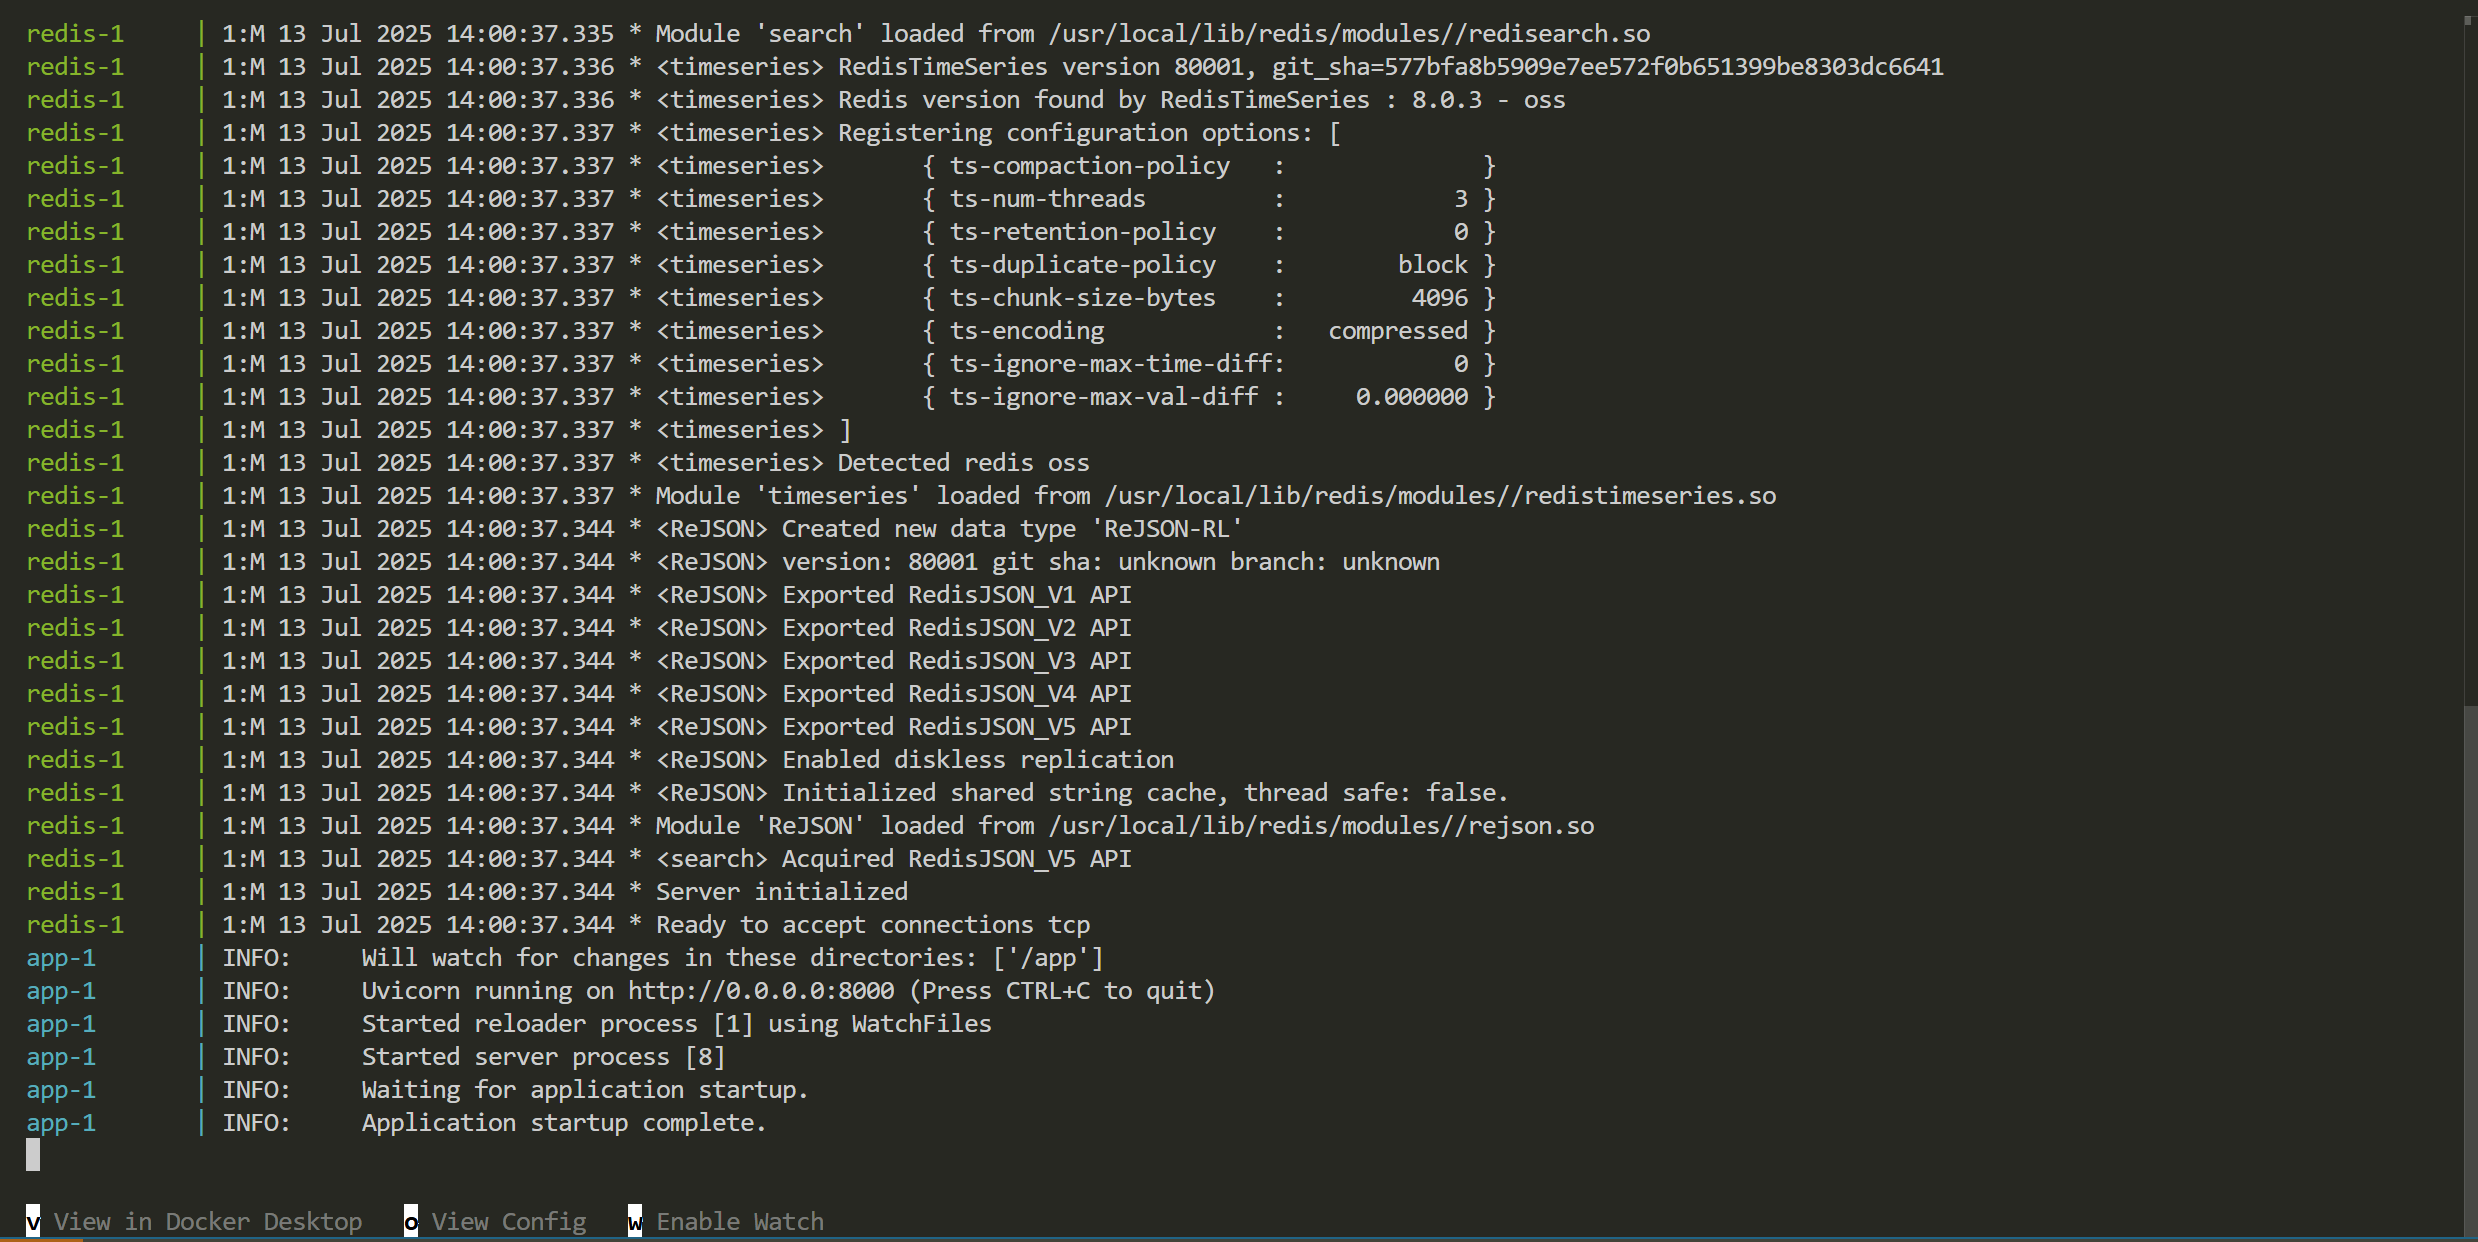 redis-1     | 1:M 13 Jul 2025 14:00:37.335 * Module 'search' loaded from /usr/local/lib/redis/modules//redisearch.so
redis-1     | 1:M 13 Jul 2025 14:00:37.336 * <timeseries> RedisTimeSeries version 80001, git_sha=577bfa8b5909e7ee572f0b651399be8303dc6641
redis-1     | 1:M 13 Jul 2025 14:00:37.336 * <timeseries> Redis version found by RedisTimeSeries : 8.0.3 - oss
redis-1     | 1:M 13 Jul 2025 14:00:37.337 * <timeseries> Registering configuration options: [
redis-1     | 1:M 13 Jul 2025 14:00:37.337 * <timeseries>       { ts-compaction-policy   :              }
redis-1     | 1:M 13 Jul 2025 14:00:37.337 * <timeseries>       { ts-num-threads         :            3 }
redis-1     | 1:M 13 Jul 2025 14:00:37.337 * <timeseries>       { ts-retention-policy    :            0 }
redis-1     | 1:M 13 Jul 2025 14:00:37.337 * <timeseries>       { ts-duplicate-policy    :        block }
redis-1     | 1:M 13 Jul 2025 14:00:37.337 * <timeseries>       { ts-chunk-size-bytes    :         4096 }
redis-1     | 1:M 13 Jul 2025 14:00:37.337 * <timeseries>       { ts-encoding            :   compressed }
redis-1     | 1:M 13 Jul 2025 14:00:37.337 * <timeseries>       { ts-ignore-max-time-diff:            0 }
redis-1     | 1:M 13 Jul 2025 14:00:37.337 * <timeseries>       { ts-ignore-max-val-diff :     0.000000 }
redis-1     | 1:M 13 Jul 2025 14:00:37.337 * <timeseries> ]
redis-1     | 1:M 13 Jul 2025 14:00:37.337 * <timeseries> Detected redis oss
redis-1     | 1:M 13 Jul 2025 14:00:37.337 * Module 'timeseries' loaded from /usr/local/lib/redis/modules//redistimeseries.so
redis-1     | 1:M 13 Jul 2025 14:00:37.344 * <ReJSON> Created new data type 'ReJSON-RL'
redis-1     | 1:M 13 Jul 2025 14:00:37.344 * <ReJSON> version: 80001 git sha: unknown branch: unknown
redis-1     | 1:M 13 Jul 2025 14:00:37.344 * <ReJSON> Exported RedisJSON_V1 API
redis-1     | 1:M 13 Jul 2025 14:00:37.344 * <ReJSON> Exported RedisJSON_V2 API
redis-1     | 1:M 13 Jul 2025 14:00:37.344 * <ReJSON> Exported RedisJSON_V3 API
redis-1     | 1:M 13 Jul 2025 14:00:37.344 * <ReJSON> Exported RedisJSON_V4 API
redis-1     | 1:M 13 Jul 2025 14:00:37.344 * <ReJSON> Exported RedisJSON_V5 API
redis-1     | 1:M 13 Jul 2025 14:00:37.344 * <ReJSON> Enabled diskless replication
redis-1     | 1:M 13 Jul 2025 14:00:37.344 * <ReJSON> Initialized shared string cache, thread safe: false.
redis-1     | 1:M 13 Jul 2025 14:00:37.344 * Module 'ReJSON' loaded from /usr/local/lib/redis/modules//rejson.so
redis-1     | 1:M 13 Jul 2025 14:00:37.344 * <search> Acquired RedisJSON_V5 API
redis-1     | 1:M 13 Jul 2025 14:00:37.344 * Server initialized
redis-1     | 1:M 13 Jul 2025 14:00:37.344 * Ready to accept connections tcp
app-1       | INFO:     Will watch for changes in these directories: ['/app']
app-1       | INFO:     Uvicorn running on http://0.0.0.0:8000 (Press CTRL+C to quit)
app-1       | INFO:     Started reloader process [1] using WatchFiles
app-1       | INFO:     Started server process [8]
app-1       | INFO:     Waiting for application startup.
app-1       | INFO:     Application startup complete.
v View in Docker Desktop   o View Config   w Enable Watch